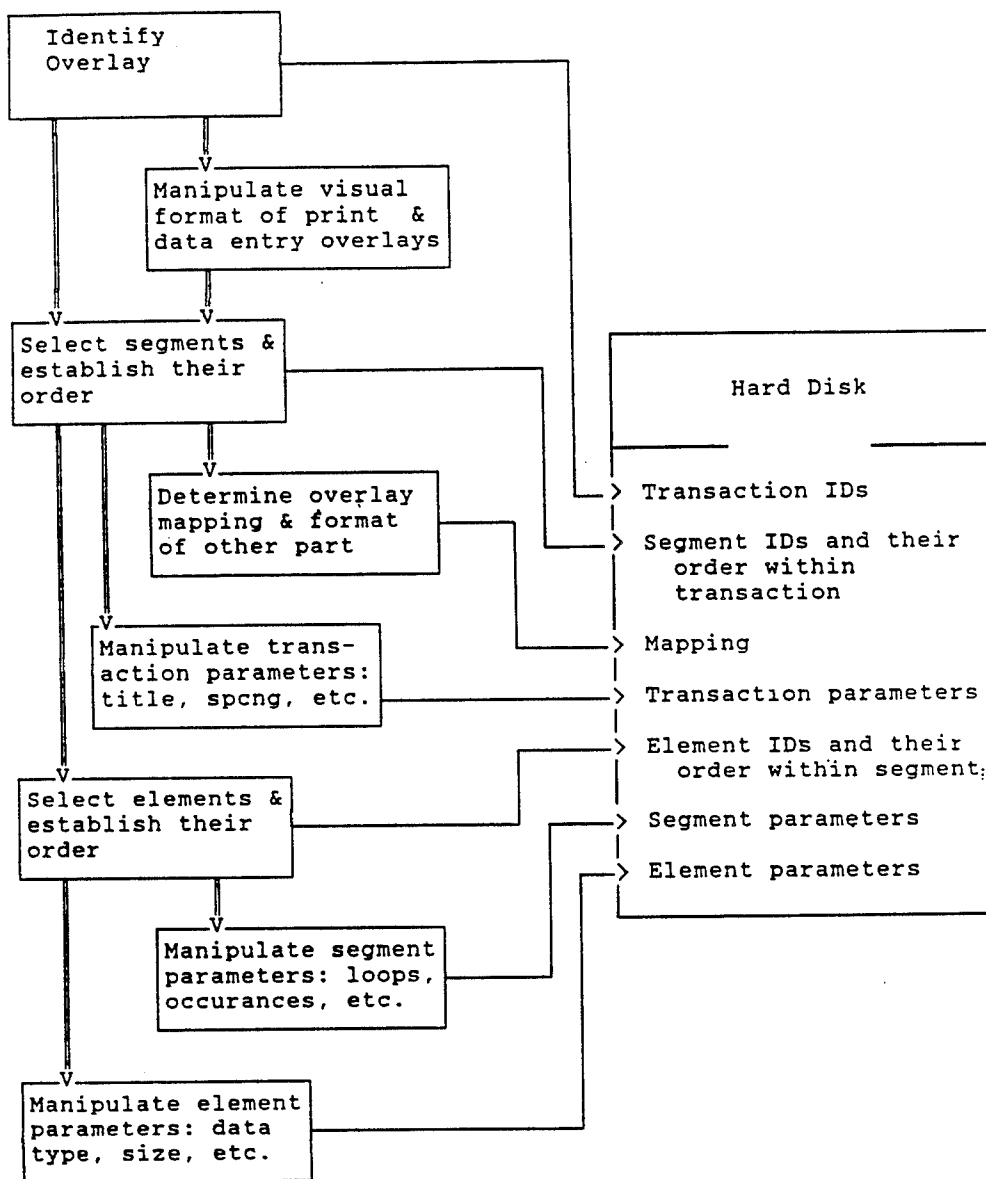 Identify
Overlay
Manipulate visual
format of print &
data entry overlays
Select segments &
establish their
order
Determine overlay
mapping & format
of other part
Manipulate trans-
action parameters:
title, spcng, etc.
Select elements &
establish their
order
Manipulate segment
parameters: loops,
occurances, etc.
Manipulate element
parameters: data
type, size, etc.
Hard Disk
Transaction IDs
Segment IDs and their
order within
transaction
Mapping
Transaction parameters
Element IDs and their
order within segment
Segment parameters
Element parameters